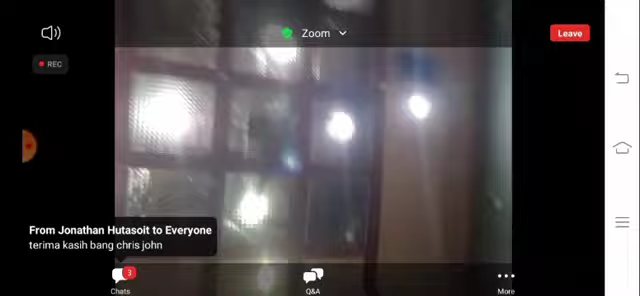 Zoom
Leave
REC
From Jonathan Hutasoit to Everyone
terima kasih bang chris john
3
Chats
Q&A
More